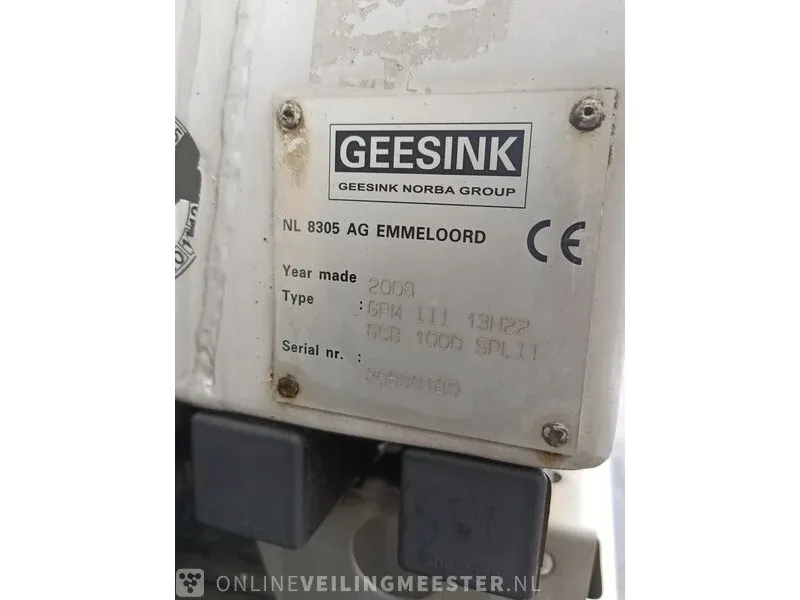 GEESINK
GEESINK NORBA GROUP
NL 8305 AG EMMELOORD CE
Year made 2008
Type : GPM III 13H22
GCB 1000 SPLIT
Serial nr. :
ONLINEVEILINGMEESTER.NL